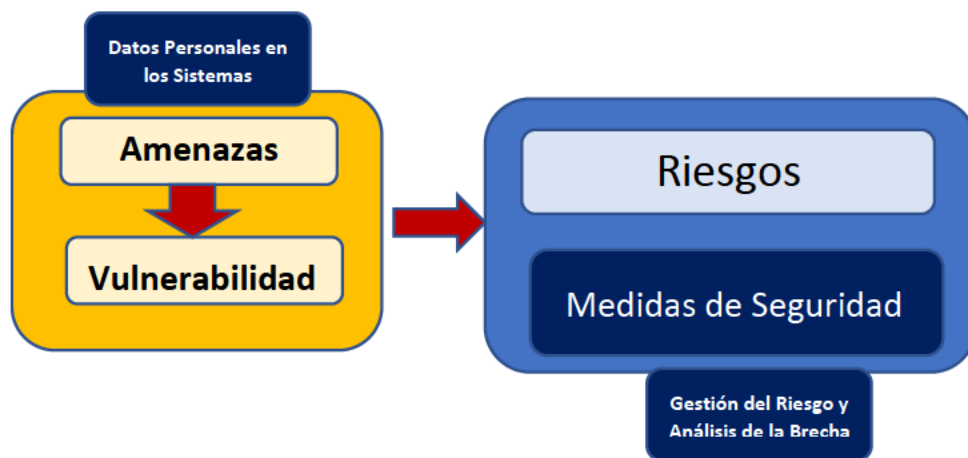 Datos Personales en
los Sistemas
Amenazas
Vulnerabilidad
Riesgos
Medidas de Seguridad
Gestión del Riesgo y
Análisis de la Brecha